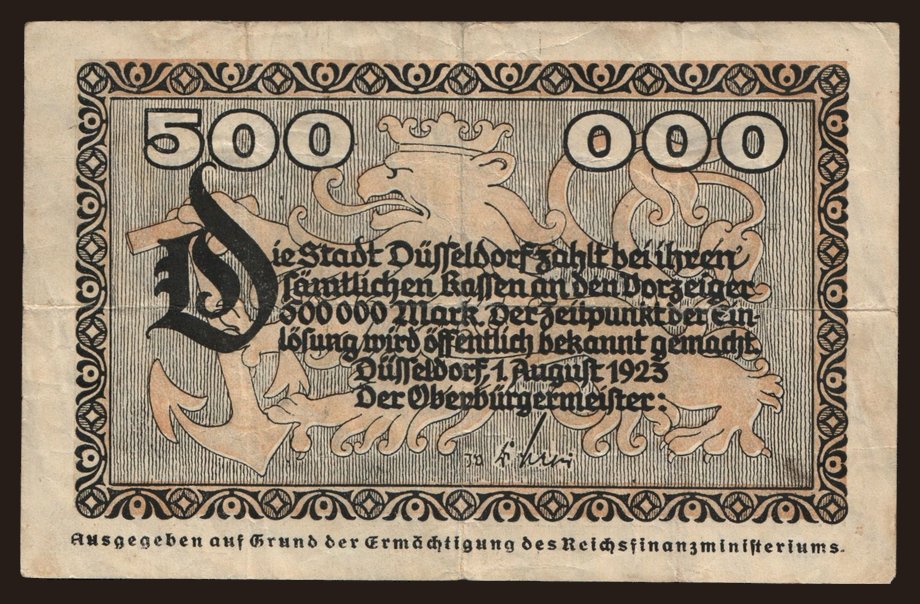 500 000
Die Stadt Düsseldorf zahlt bei ihren
sämtlichen Kassen an den Vorzeiger
500 000 Mark. Der Zeitpunkt der Ein-
lösung wird öffentlich bekannt gemacht.
Düsseldorf, 1. August 1923
Der Oberbürgermeister:
Ausgegeben auf Grund der Ermächtigung des Reichsfinanzministeriums.